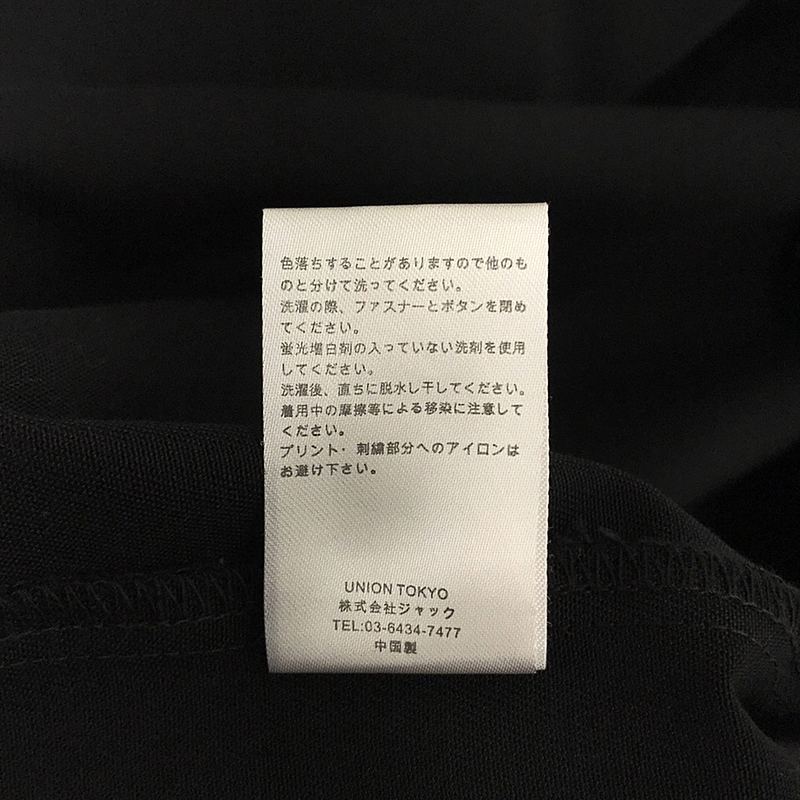 色落ちすることがありますので他のも
のと分けて洗ってください。
洗濯の際、ファスナーとボタンを閉め
てください。
蛍光増白剤の入っていない洗剤を使用
してください。
洗濯後、直ちに脱水し干してください。
着用中の摩擦等による移染に注意して
ください。
プリント・刺繍部分へのアイロンは
お避け下さい。
UNION TOKYO
株式会社ジャック
TEL:03-6434-7477
中国製